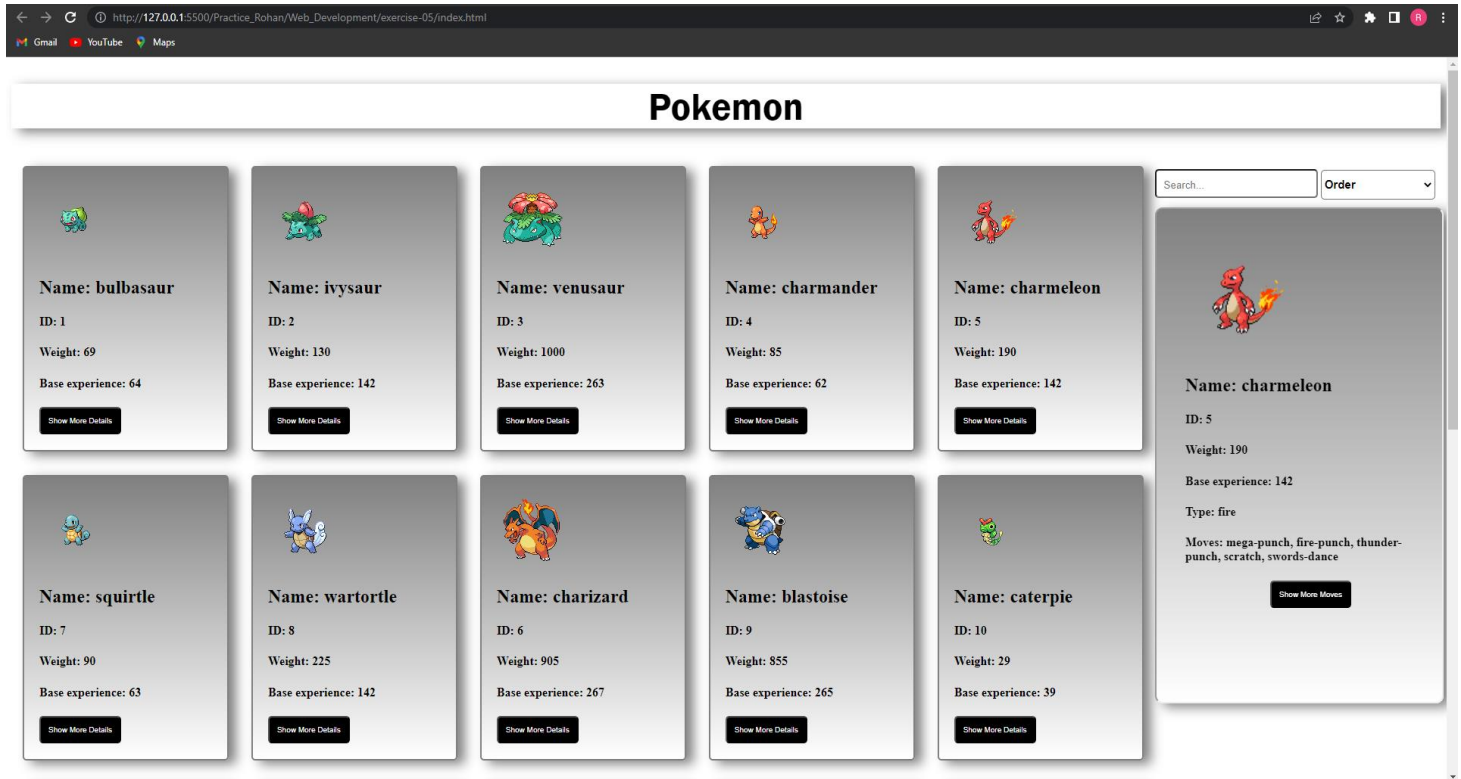 http://127.0.0.1:5500/Practice_Rohan/Web_Development/exercise-05/index.html
R
Gmail YouTube Maps
Pokemon
Name: bulbasaur
ID: 1
Weight: 69
Base experience: 64
Show More Details
Name: ivysaur
ID: 2
Weight: 130
Base experience: 142
Show More Details
Name: venusaur
ID: 3
Weight: 1000
Base experience: 263
Show More Details
Name: charmander
ID: 4
Weight: 85
Base experience: 62
Show More Details
Name: charmeleon
ID: 5
Weight: 190
Base experience: 142
Show More Details
Search...
Order
Name: charmeleon
ID: 5
Weight: 190
Base experience: 142
Type: fire
Moves: mega-punch, fire-punch, thunder-
punch, scratch, swords-dance
Show More Moves
Name: squirtle
ID: 7
Weight: 90
Base experience: 63
Show More Details
Name: wartortle
ID: 8
Weight: 225
Base experience: 142
Show More Details
Name: charizard
ID: 6
Weight: 905
Base experience: 267
Show More Details
Name: blastoise
ID: 9
Weight: 855
Base experience: 265
Show More Details
Name: caterpie
ID: 10
Weight: 29
Base experience: 39
Show More Details